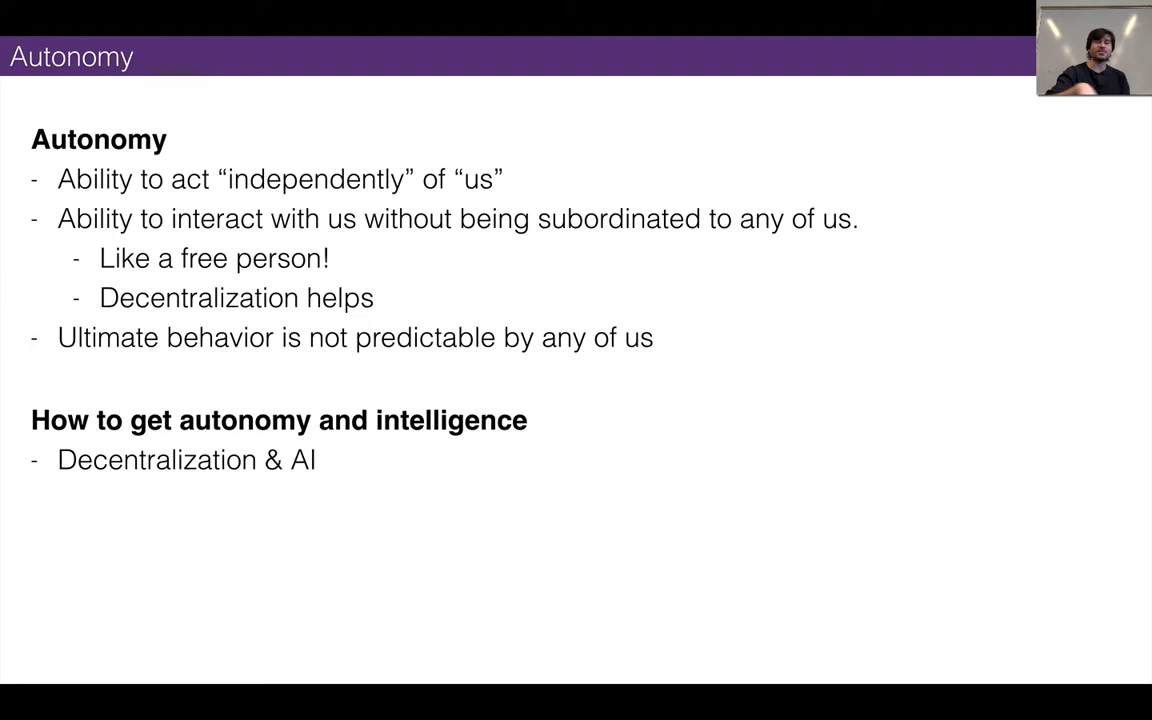 Autonomy
Autonomy
- Ability to act “independently” of “us”
- Ability to interact with us without being subordinated to any of us.
- Like a free person!
- Decentralization helps
- Ultimate behavior is not predictable by any of us
How to get autonomy and intelligence
- Decentralization & AI